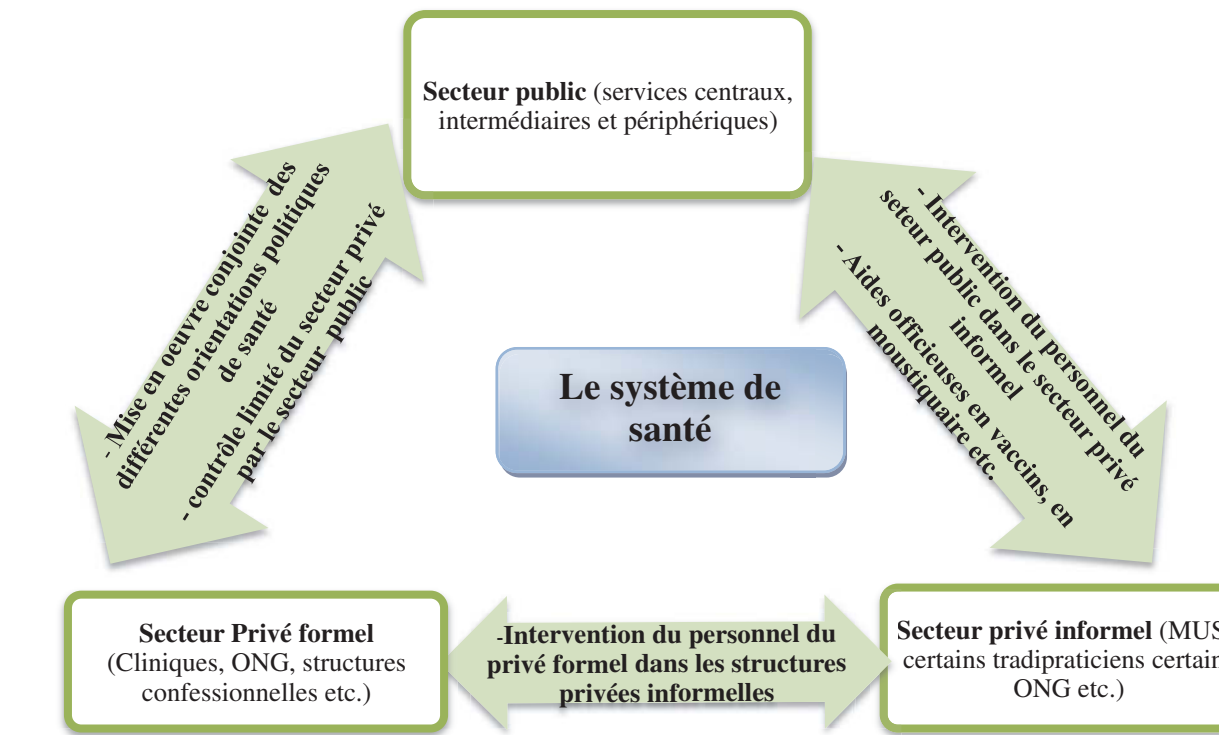 Secteur public (services centraux,
intermédiaires et périphériques)
- Mise en oeuvre conjointe des
différentes orientations politiques
de santé
- contrôle limité du secteur privé
par le secteur public
- Intervention du personnel du
seteur public dans le secteur privé
informel
- Aides officieuses en vaccins, en
moustiquaire etc.
Le système de
santé
Secteur Privé formel
(Cliniques, ONG, structures
confessionnelles etc.)
-Intervention du personnel du
privé formel dans les structures
privées informelles
Secteur privé informel
certains tradipraticiens
ONG etc.)